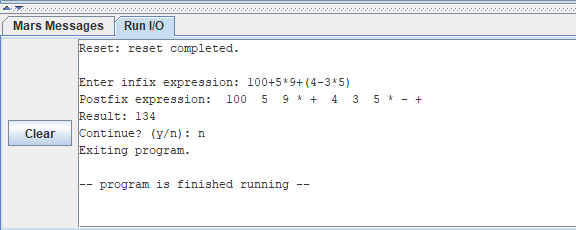 Mars Messages Run I/O
Reset: reset completed.
Enter infix expression: 100+5*9+(4-3*5)
Postfix expression:  100  5  9 * +  4  3  5 * - +
Result: 134
Clear
Continue? (y/n): n
Exiting program.
-- program is finished running --